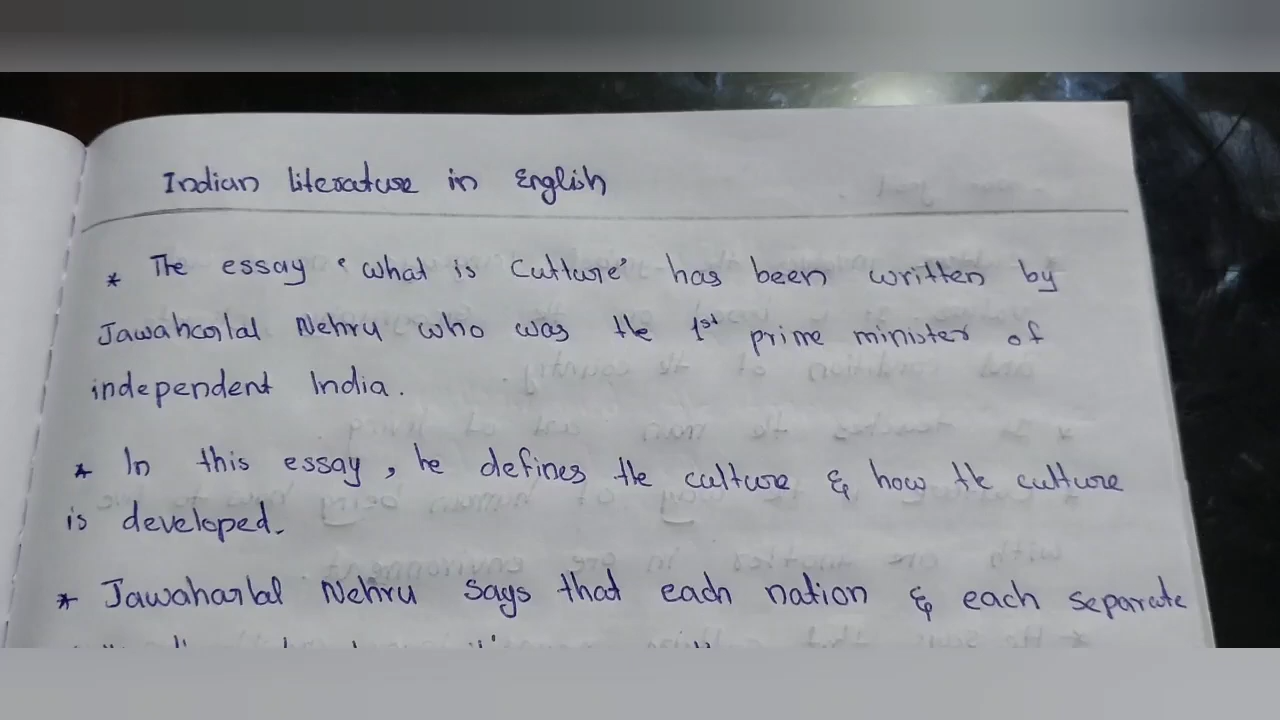 Indian literature in English
* The essay 'what is culture' has been written by
Jawaharlal Nehru who was the 1st prime minister of
independent India.
* In this essay, he defines the culture & how the culture
is developed.
* Jawaharlal Nehru says that each nation & each separate